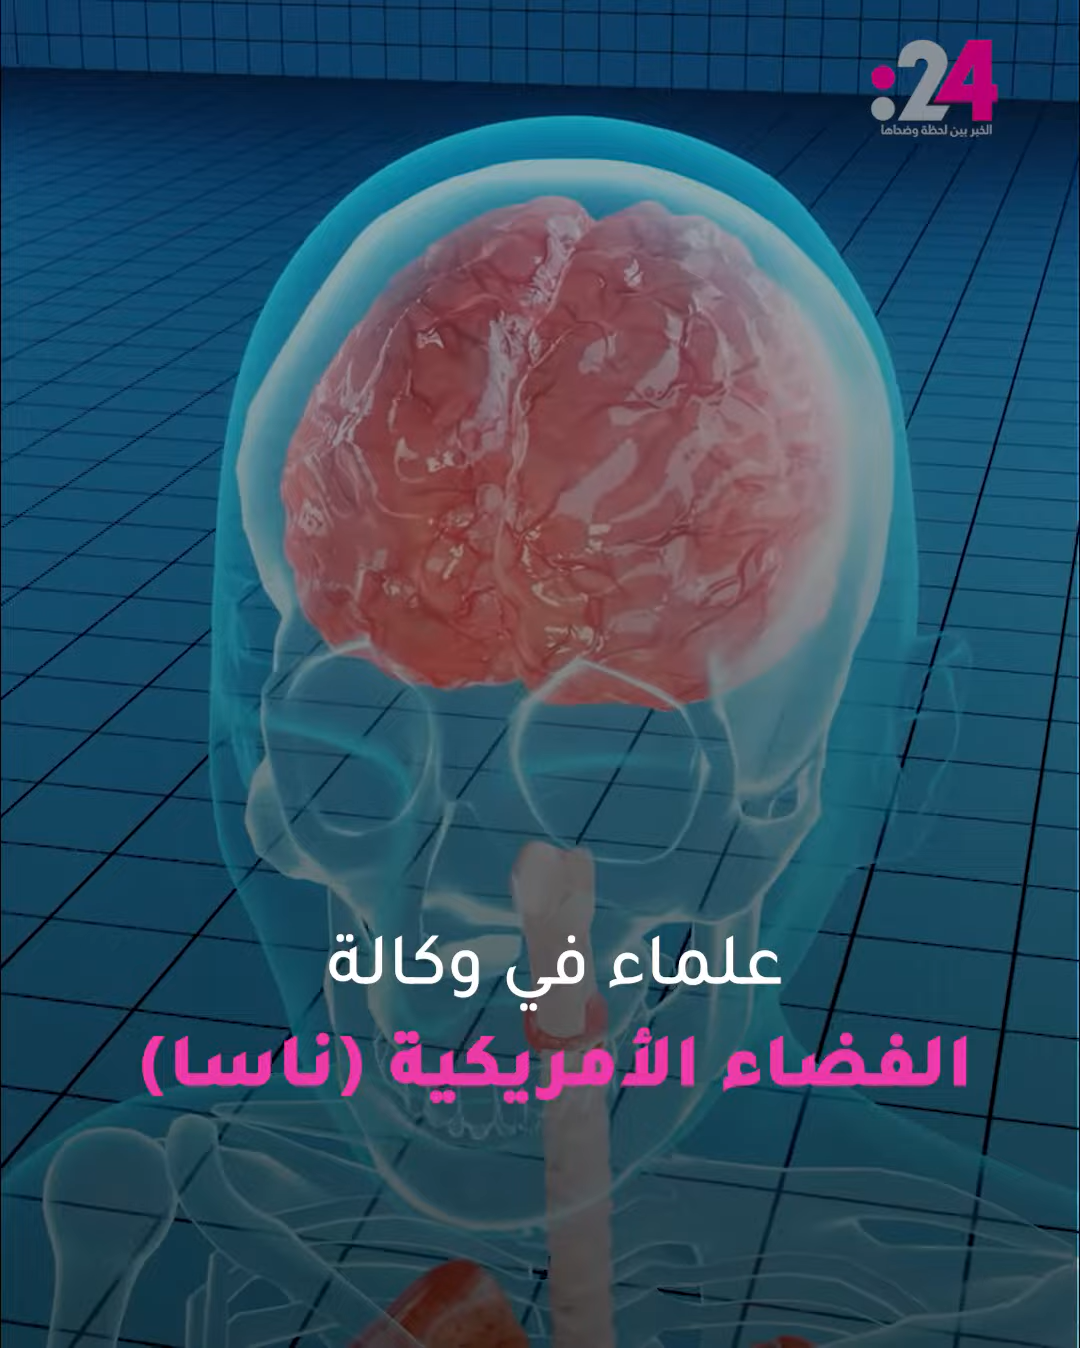 24:
الخبر بين لحظة وضحاها
علماء في وكالة
الفضاء الأمريكية (ناسا)